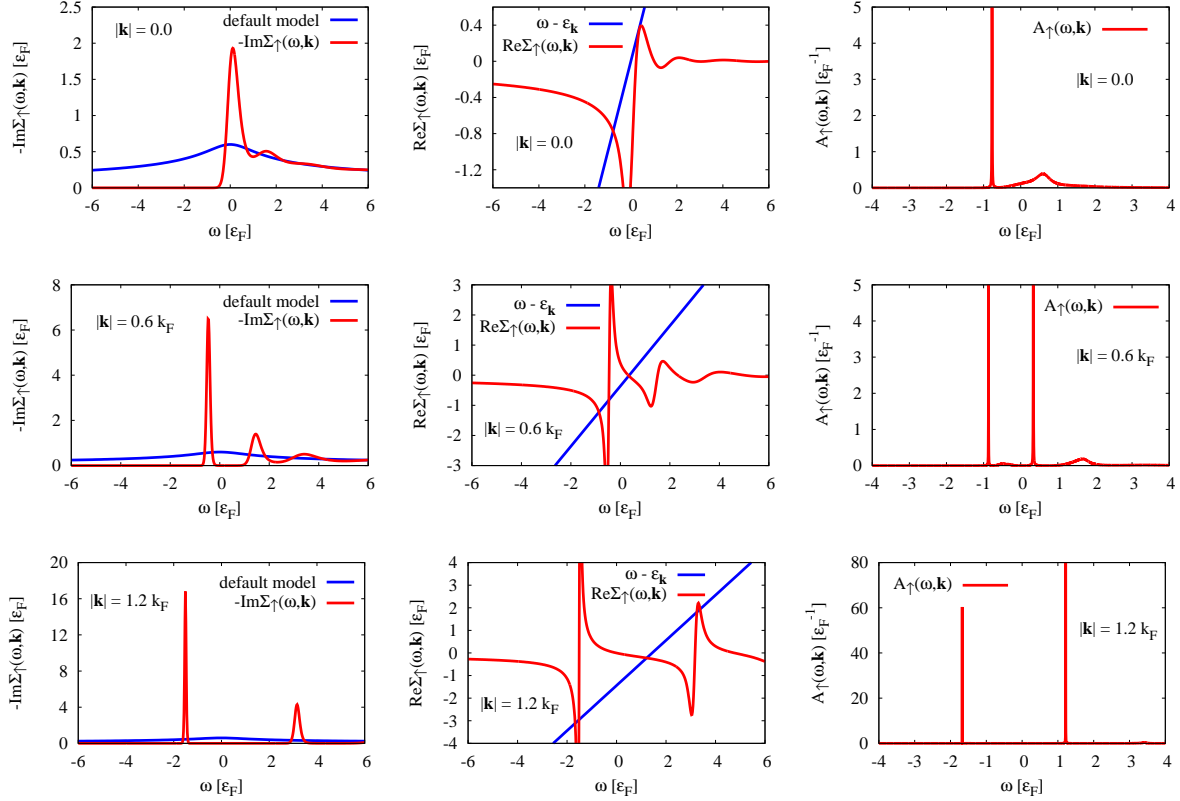 -ImΣ↑(ω,k) [εF]
2.5
2
1.5
1
0.5
0
|k| = 0.0
default model
-ImΣ↑(ω,k)
-6 -4 -2 0 2 4 6
ω [εF]
ReΣ↑(ω,k) [εF]
0.4
0
-0.4
-0.8
-1.2
ω - εk
ReΣ↑(ω,k)
|k| = 0.0
-6 -4 -2 0 2 4 6
ω [εF]
A↑(ω,k) [εF-1]
5
4
3
2
1
0
A↑(ω,k)
|k| = 0.0
-4 -3 -2 -1 0 1 2 3 4
ω [εF]
-ImΣ↑(ω,k) [εF]
8
6
4
2
0
default model
-ImΣ↑(ω,k)
|k| = 0.6 kF
-6 -4 -2 0 2 4 6
ω [εF]
ReΣ↑(ω,k) [εF]
3
2
1
0
-1
-2
-3
ω - εk
ReΣ↑(ω,k)
|k| = 0.6 kF
-6 -4 -2 0 2 4 6
ω [εF]
A↑(ω,k) [εF-1]
5
4
3
2
1
0
A↑(ω,k)
|k| = 0.6 kF
-4 -3 -2 -1 0 1 2 3 4
ω [εF]
-ImΣ↑(ω,k) [εF]
20
16
12
8
4
0
default model
-ImΣ↑(ω,k)
|k| = 1.2 kF
-6 -4 -2 0 2 4 6
ω [εF]
ReΣ↑(ω,k) [εF]
4
3
2
1
0
-1
-2
-3
-4
ω - εk
ReΣ↑(ω,k)
|k| = 1.2 kF
-6 -4 -2 0 2 4 6
ω [εF]
A↑(ω,k) [εF-1]
80
60
40
20
0
A↑(ω,k)
|k| = 1.2 kF
-4 -3 -2 -1 0 1 2 3 4
ω [εF]